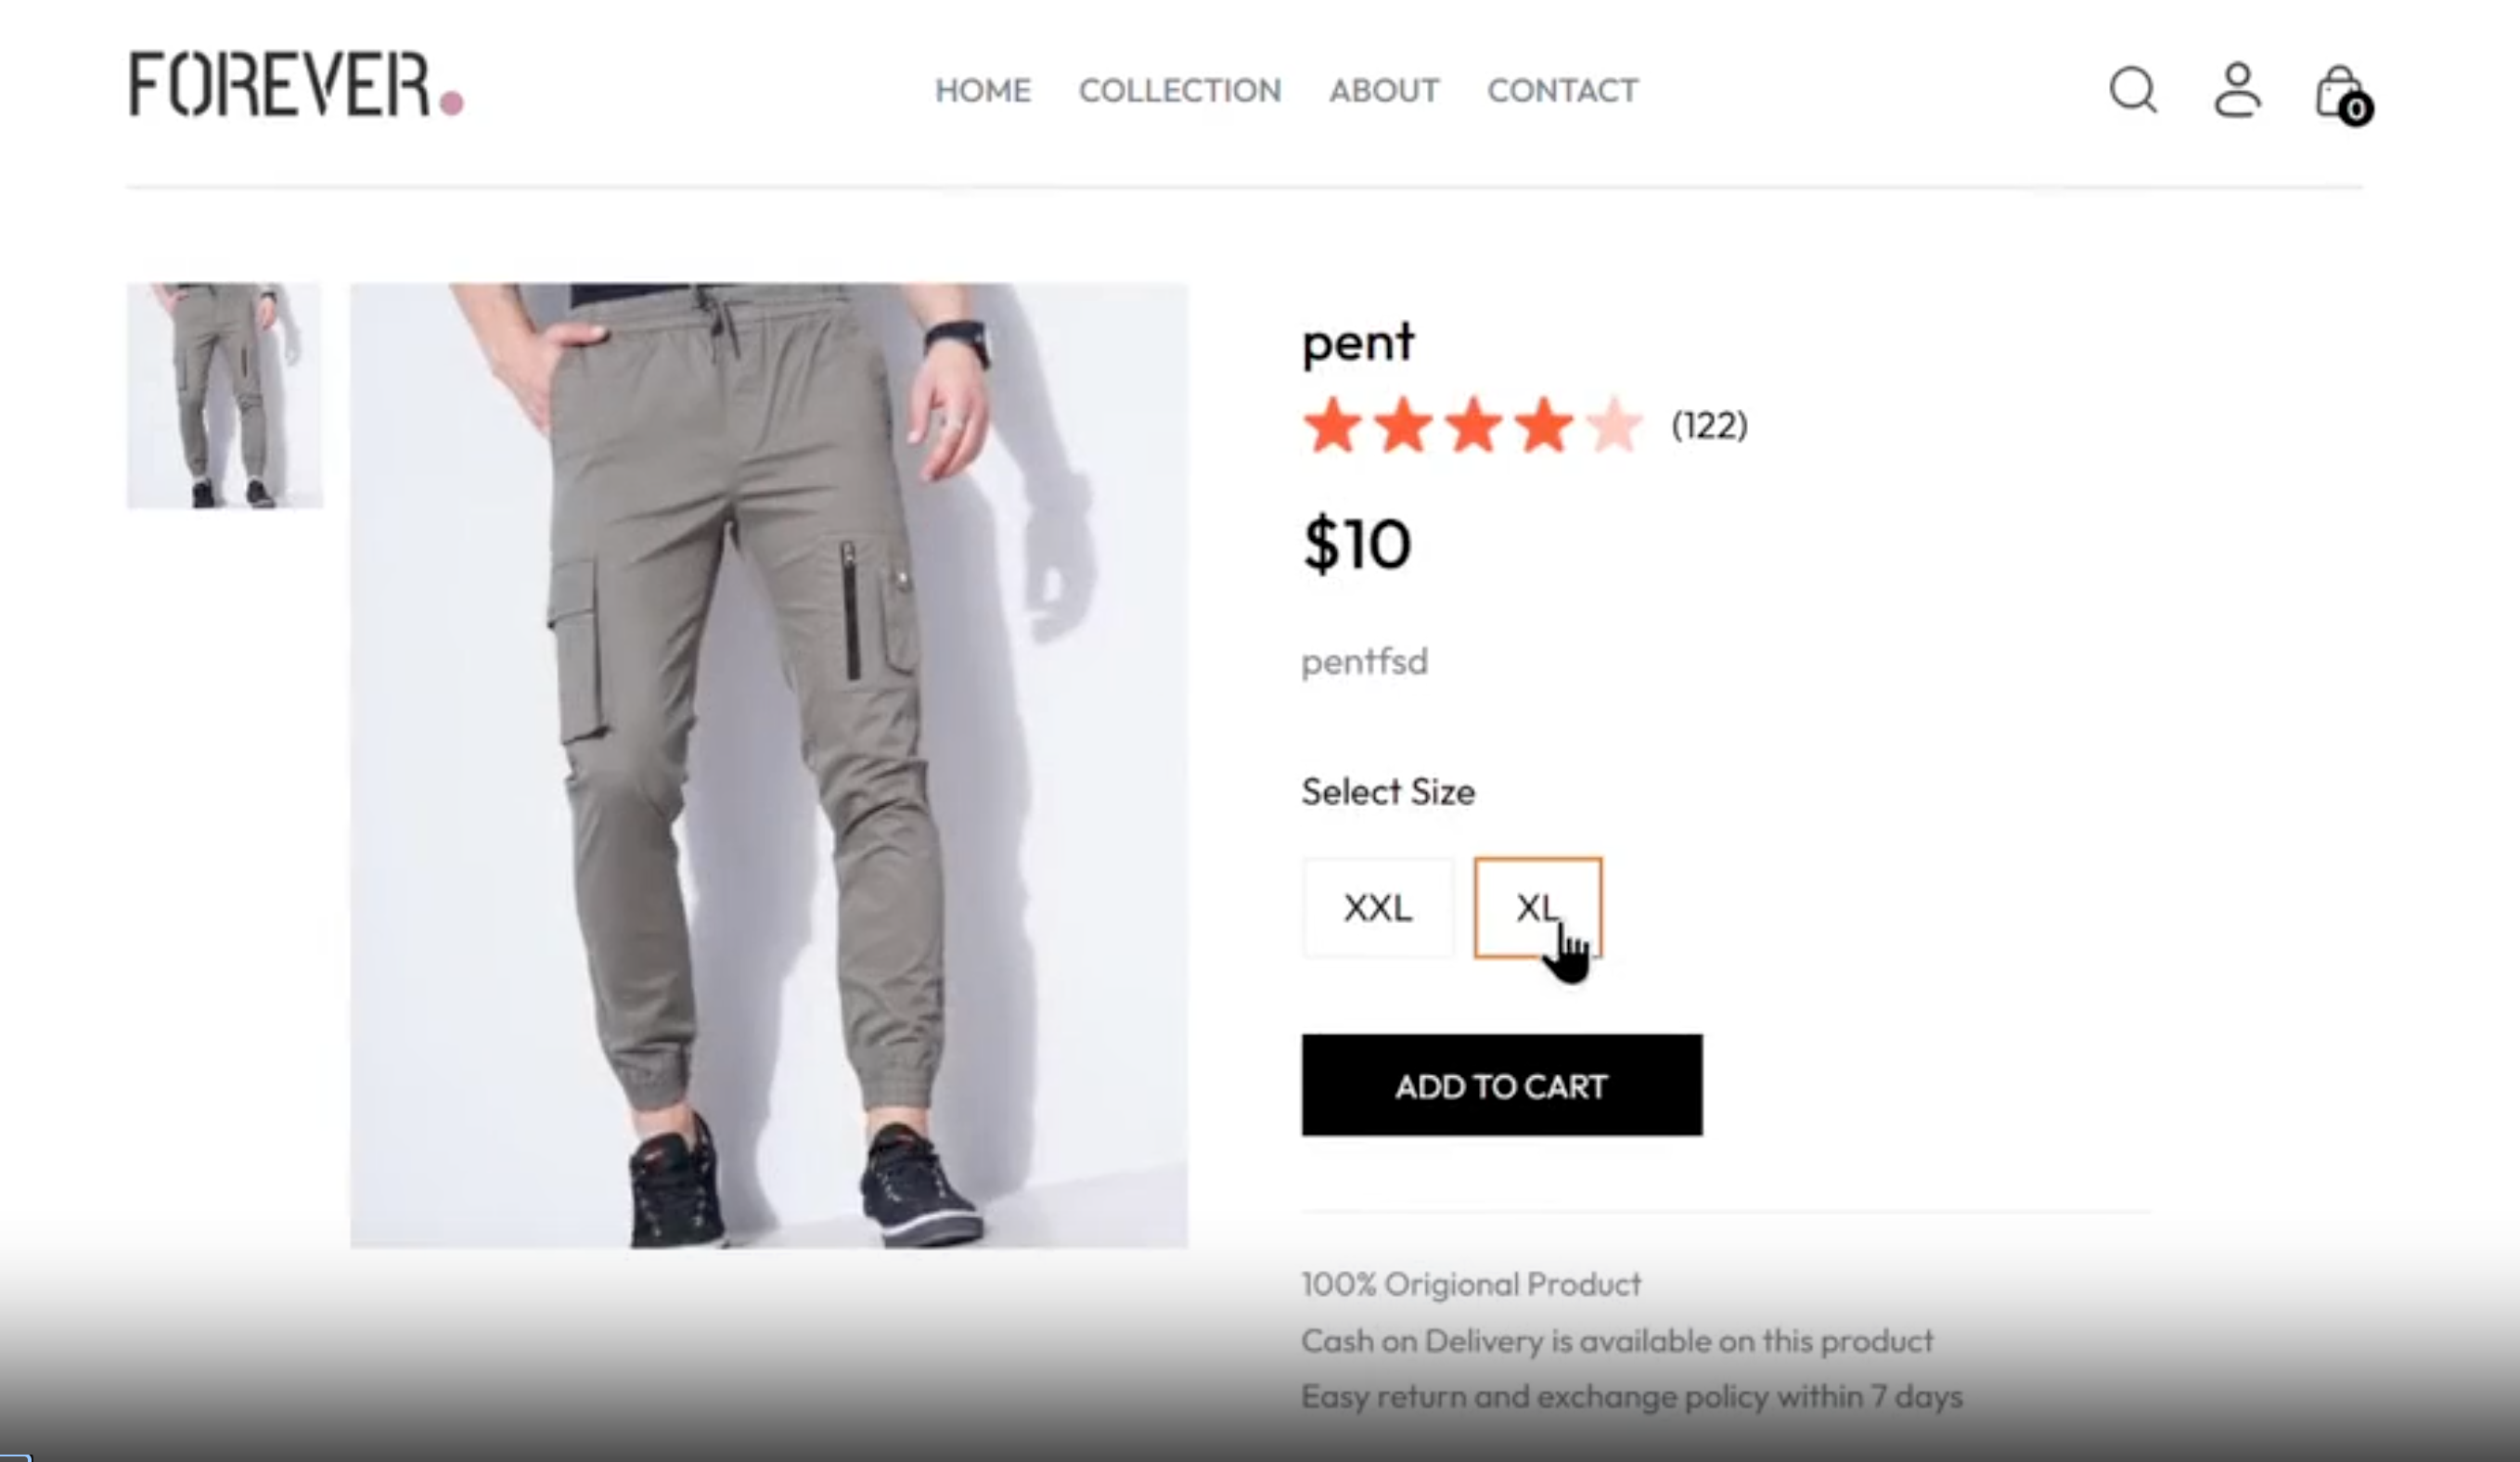 FOREVER.
HOME COLLECTION ABOUT CONTACT
0
pent
(122)
$10
pentfsd
Select Size
XXL XL
ADD TO CART
100% Origional Product
Cash on Delivery is available on this product
Easy return and exchange policy within 7 days